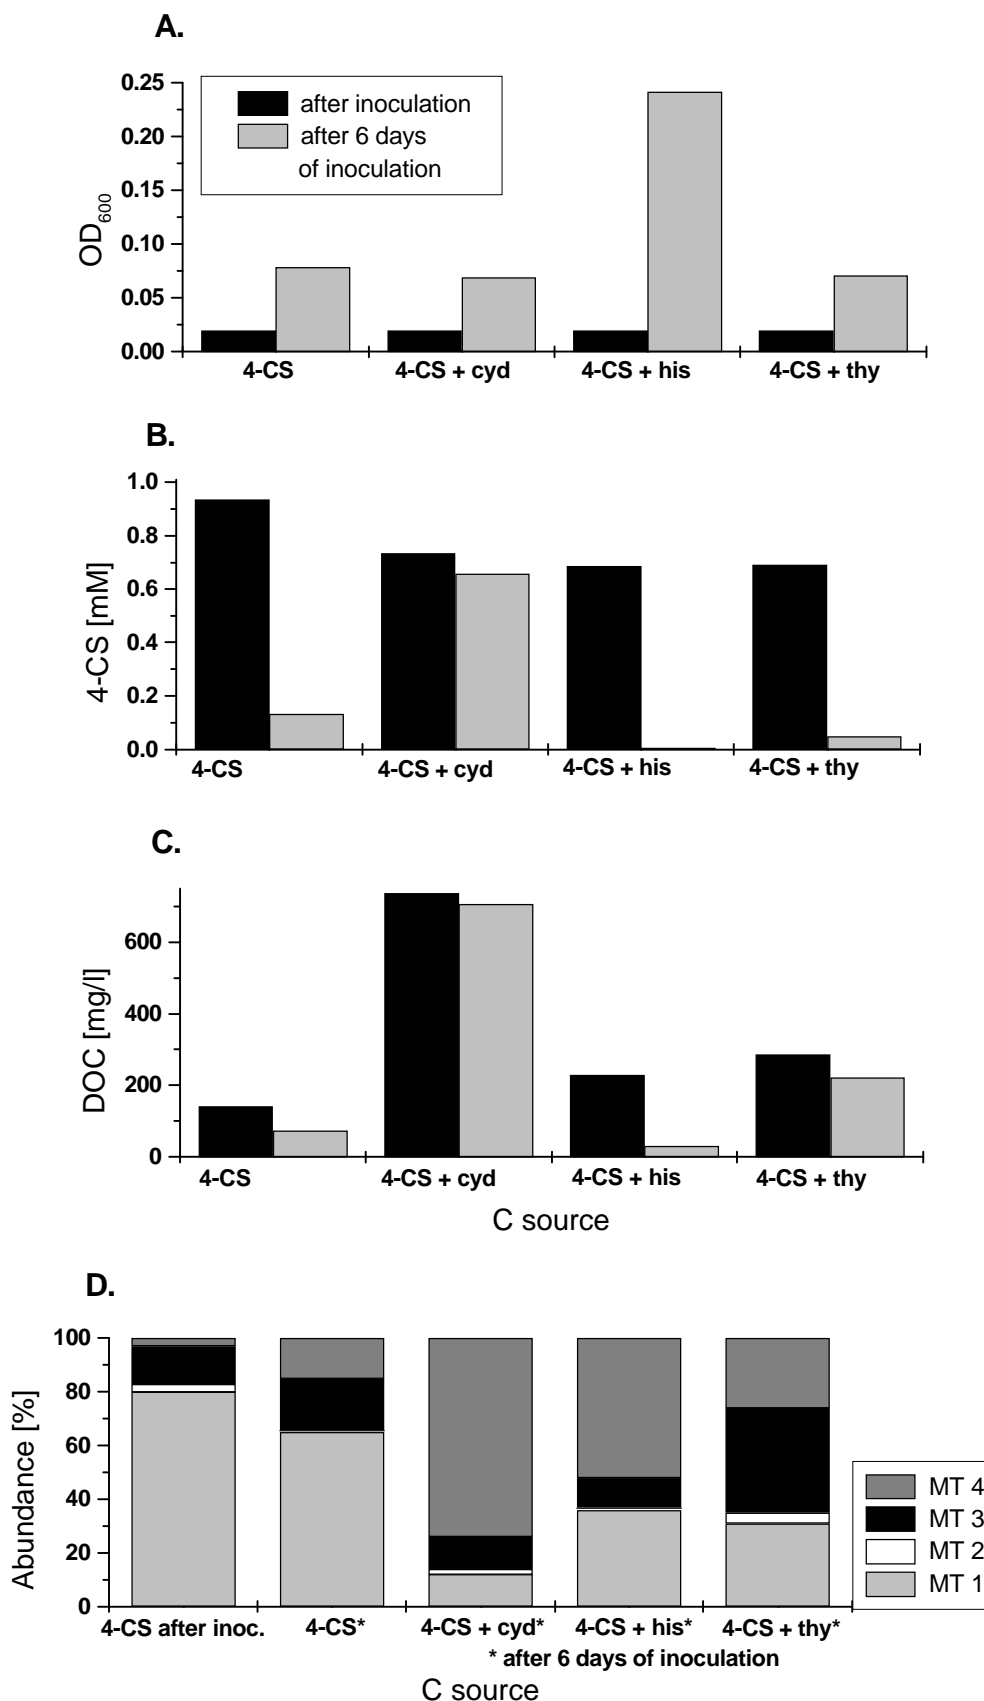 A.
0.25
0.20
0.15
0.10
0.05
0.00
OD600
after inoculation
after 6 days
of inoculation
4-CS
4-CS + cyd
4-CS + his
4-CS + thy
B.
1.0
0.8
0.6
0.4
0.2
0.0
4-CS [mM]
4-CS
4-CS + cyd
4-CS + his
4-CS + thy
C.
600
400
200
0
DOC [mg/l]
4-CS
4-CS + cyd
4-CS + his
4-CS + thy
C source
D.
100
80
60
40
20
0
Abundance [%]
MT 4
MT 3
MT 2
MT 1
4-CS after inoc.
4-CS*
4-CS + cyd*
4-CS + his*
4-CS + thy*
* after 6 days of inoculation
C source